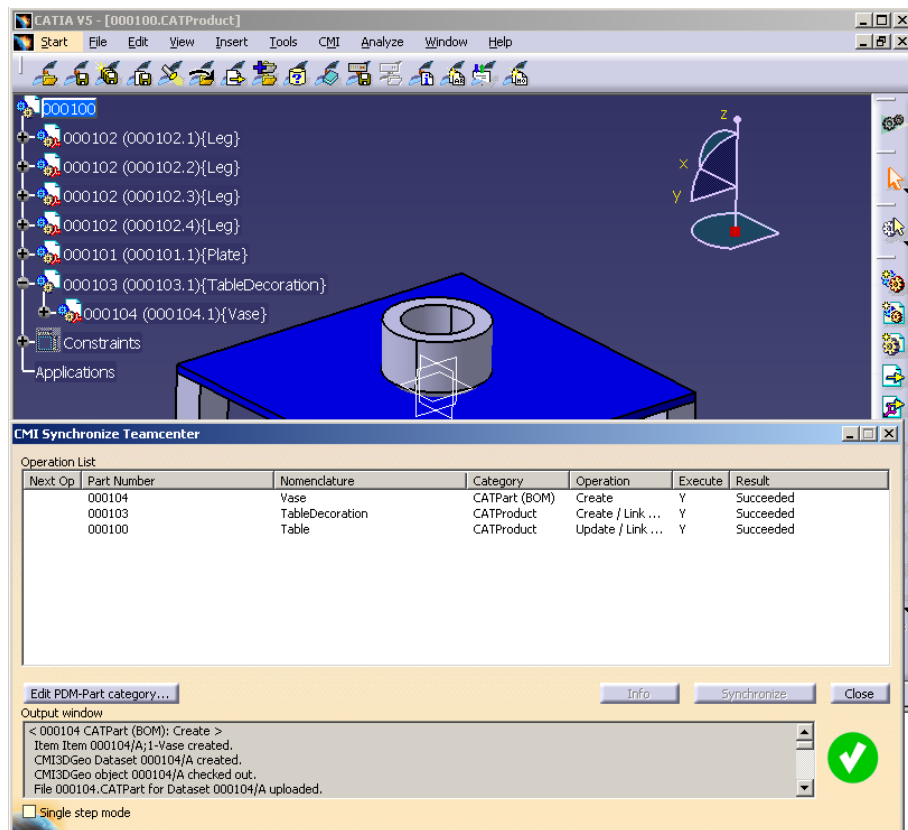 CATIA V5 - [000100.CATProduct]
Start File Edit View Insert Tools CMI Analyze Window Help
000100
000102 (000102.1){Leg}
000102 (000102.2){Leg}
000102 (000102.3){Leg}
000102 (000102.4){Leg}
000101 (000101.1){Plate}
000103 (000103.1){TableDecoration}
000104 (000104.1){Vase}
Constraints
Applications
z
x
y
CMI Synchronize Teamcenter
Operation List
Next Op Part Number Nomenclature Category Operation Execute Result
000104 Vase CATPart (BOM) Create Y Succeeded
000103 TableDecoration CATProduct Create / Link ... Y Succeeded
000100 Table CATProduct Update / Link ... Y Succeeded
Edit PDM-Part category... Info Synchronize Close
Output window
< 000104 CATPart (BOM): Create >
Item Item 000104/A;1-Vase created.
CMI3DGeo Dataset 000104/A created.
CMI3DGeo object 000104/A checked out.
File 000104.CATPart for Dataset 000104/A uploaded.
Single step mode